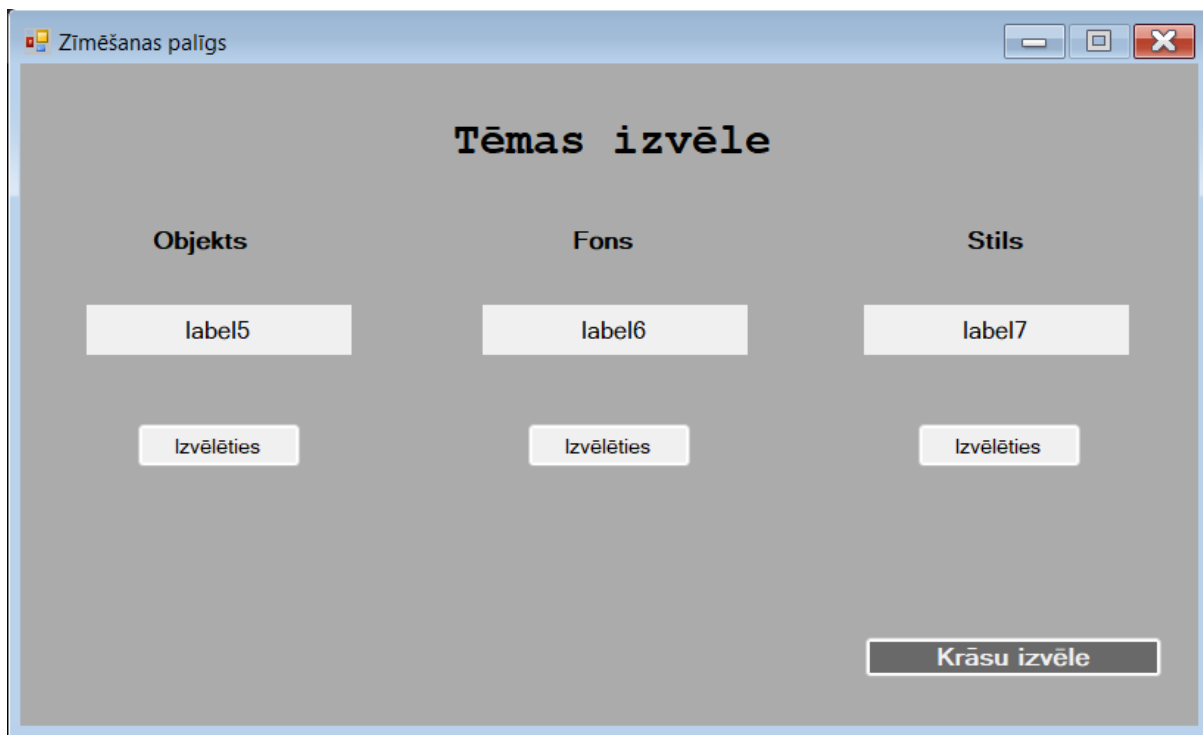 Zīmēšanas palīgs
Tēmas izvēle
Objekts Fons Stils
label5 label6 label7
Izvēlēties Izvēlēties Izvēlēties
Krāsu izvēle